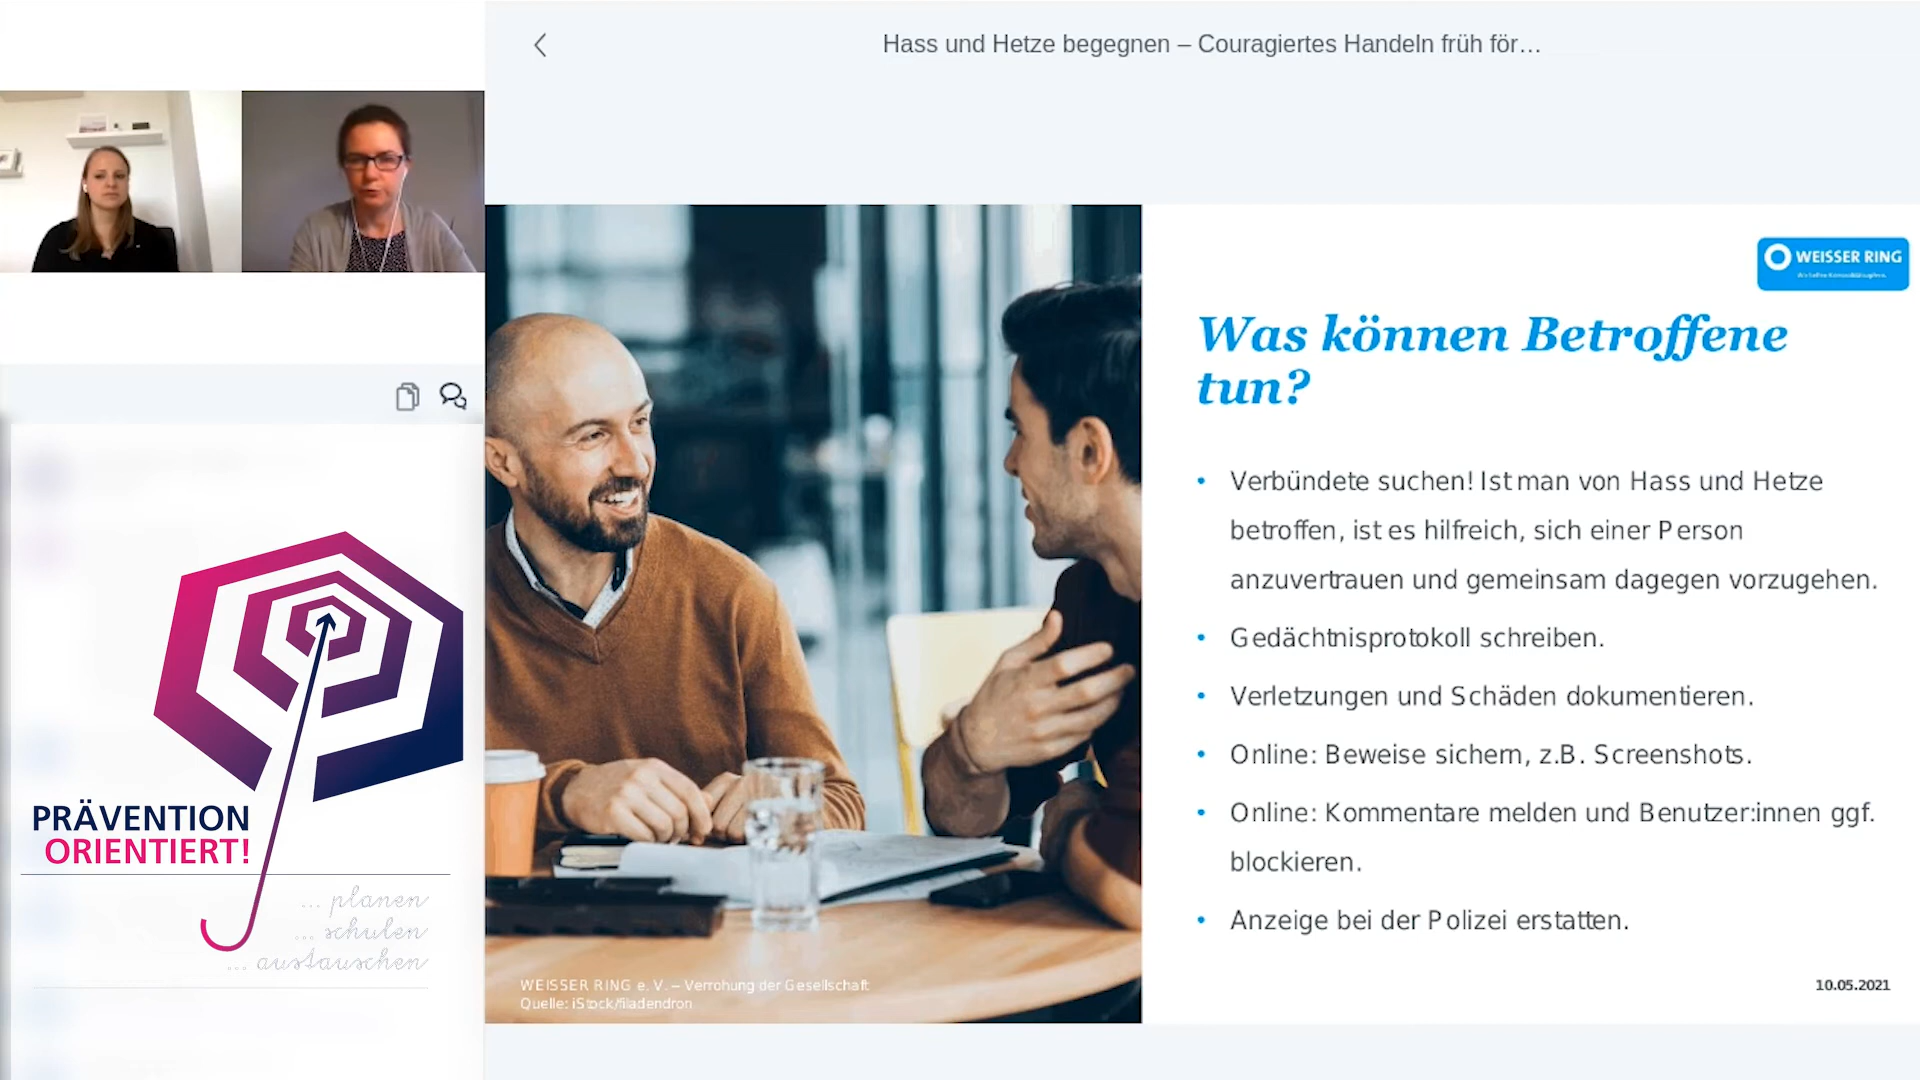 Hass und Hetze begegnen – Couragiertes Handeln früh för…
WEISSER RING
Was können Betroffene
tun?
• Verbündete suchen! Ist man von Hass und Hetze
betroffen, ist es hilfreich, sich einer Person
anzuvertrauen und gemeinsam dagegen vorzugehen.
• Gedächtnisprotokoll schreiben.
• Verletzungen und Schäden dokumentieren.
• Online: Beweise sichern, z.B. Screenshots.
• Online: Kommentare melden und Benutzer:innen ggf.
blockieren.
• Anzeige bei der Polizei erstatten.
WEISSER RING e. V. – Verrohung der Gesellschaft
Quelle: iStock/filadendron
10.05.2021
PRÄVENTION
ORIENTIERT!
... planen
... schulen
... austauschen